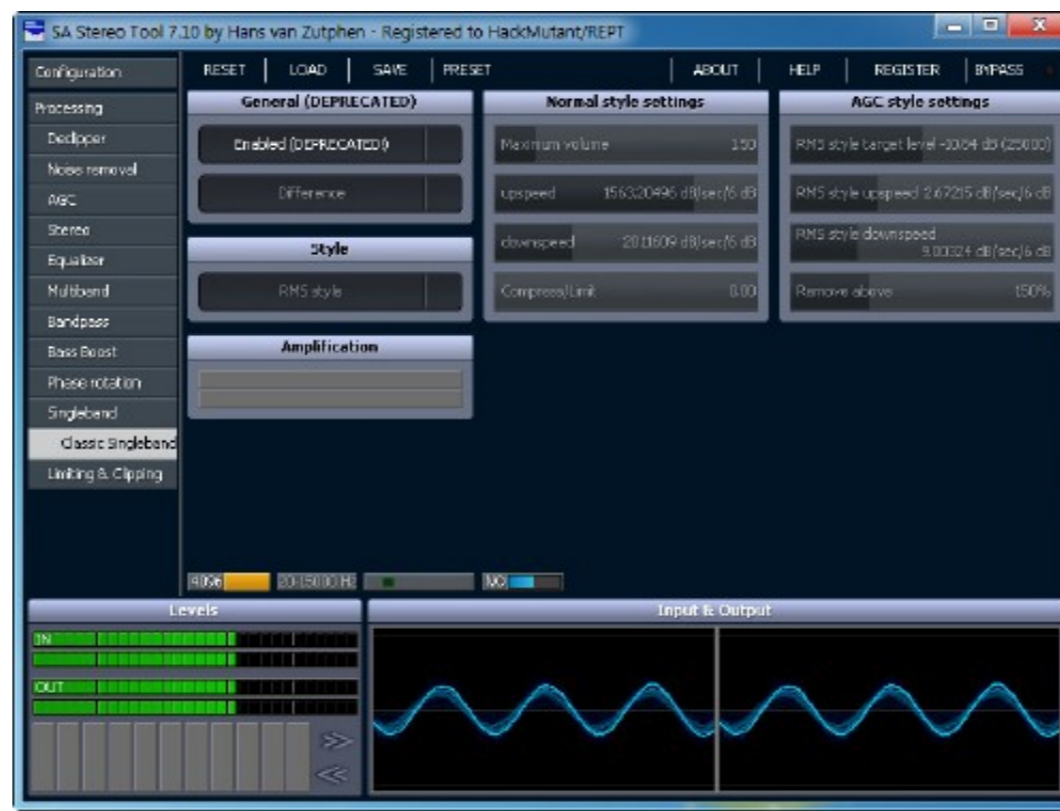 SA Stereo Tool 7.10 by Hans van Zutphen - Registered to HackMutant/REPT
Configuration
RESET LOAD SAVE PRESET ABOUT HELP REGISTER BYPASS
Processing
Declipper
Noise removal
AGC
Stereo
Equalizer
Multiband
Bandpass
Bass Boost
Phase rotation
Singleband
Classic Singleband
Limiting & Clipping
General (DEPRECATED)
Enabled (DEPRECATED!)
Difference
Style
RMS style
Amplification
Normal style settings
Maximum volume 1.50
upspeed 1563.20496 dB/sec/6 dB
downspeed 20.11609 dB/sec/6 dB
Compress/Limit 0.00
AGC style settings
RMS style target level -10.64 dB (25000)
RMS style upspeed 2.67215 dB/sec/6 dB
RMS style downspeed
9.00324 dB/sec/6 dB
Remove above 150%
4096 20-15000 Hz VOL
Levels
IN
OUT
Input & Output